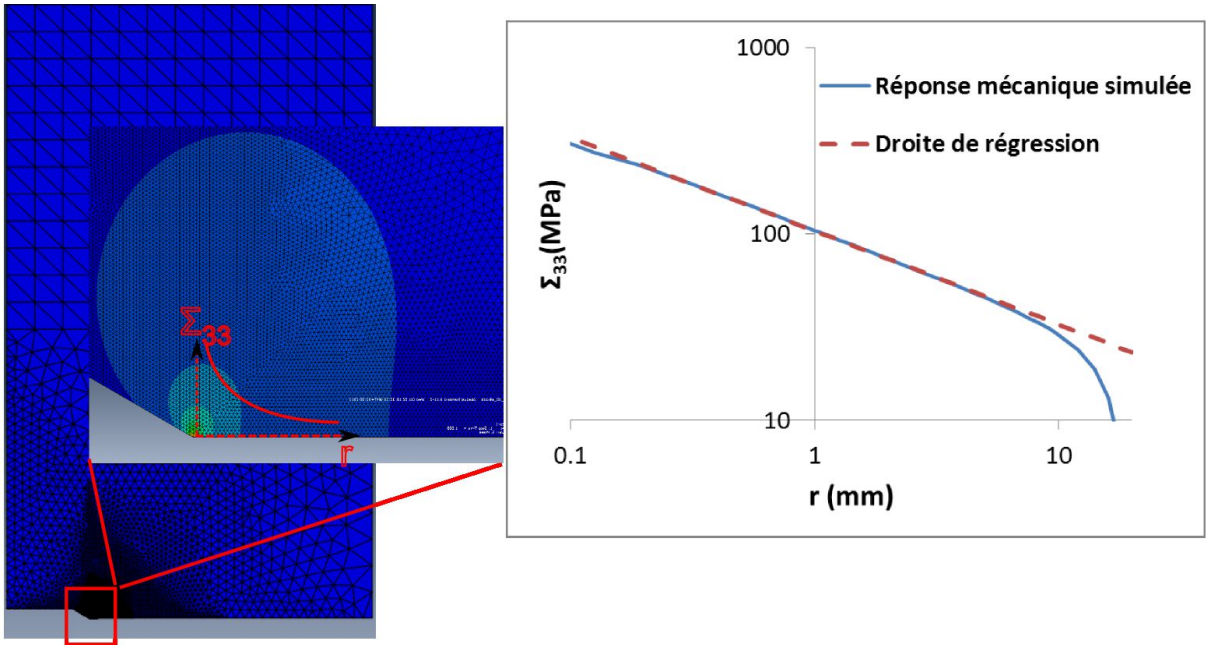 Σ33
r
1000
100
10
0.1
1
10
Σ33(MPa)
r (mm)
Réponse mécanique simulée
Droite de régression